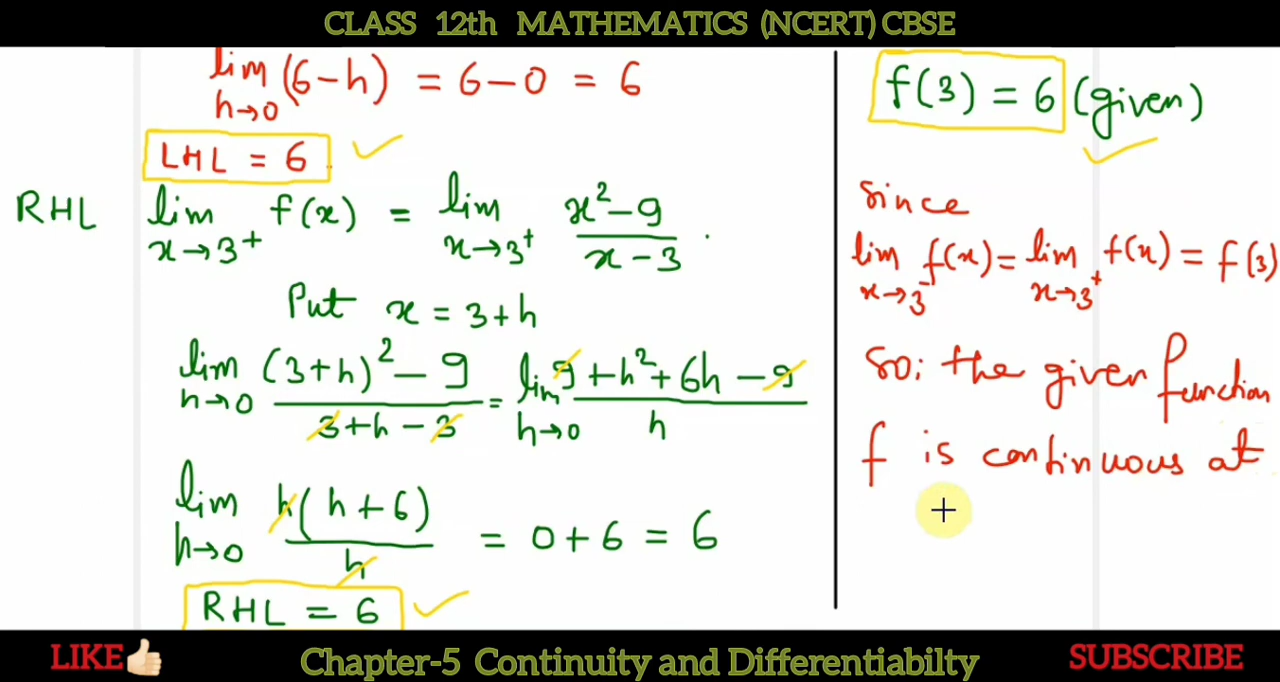 CLASS 12th MATHEMATICS (NCERT) CBSE
lim (6-h) = 6-0 = 6
h→0
LHL = 6
RHL lim f(x) = lim x²-9
x→3⁺ x→3⁺ x-3
Put x = 3+h
lim (3+h)²-9 = lim 9+h²+6h-9
h→0 3+h-3 h→0 h
lim h(h+6) = 0+6 = 6
h→0 h
RHL = 6
f(3) = 6 (given)
since
lim f(x) = lim f(x) = f(3)
x→3⁻ x→3⁺
so; the given function
f is continuous at
LIKE Chapter-5 Continuity and Differentiabilty SUBSCRIBE